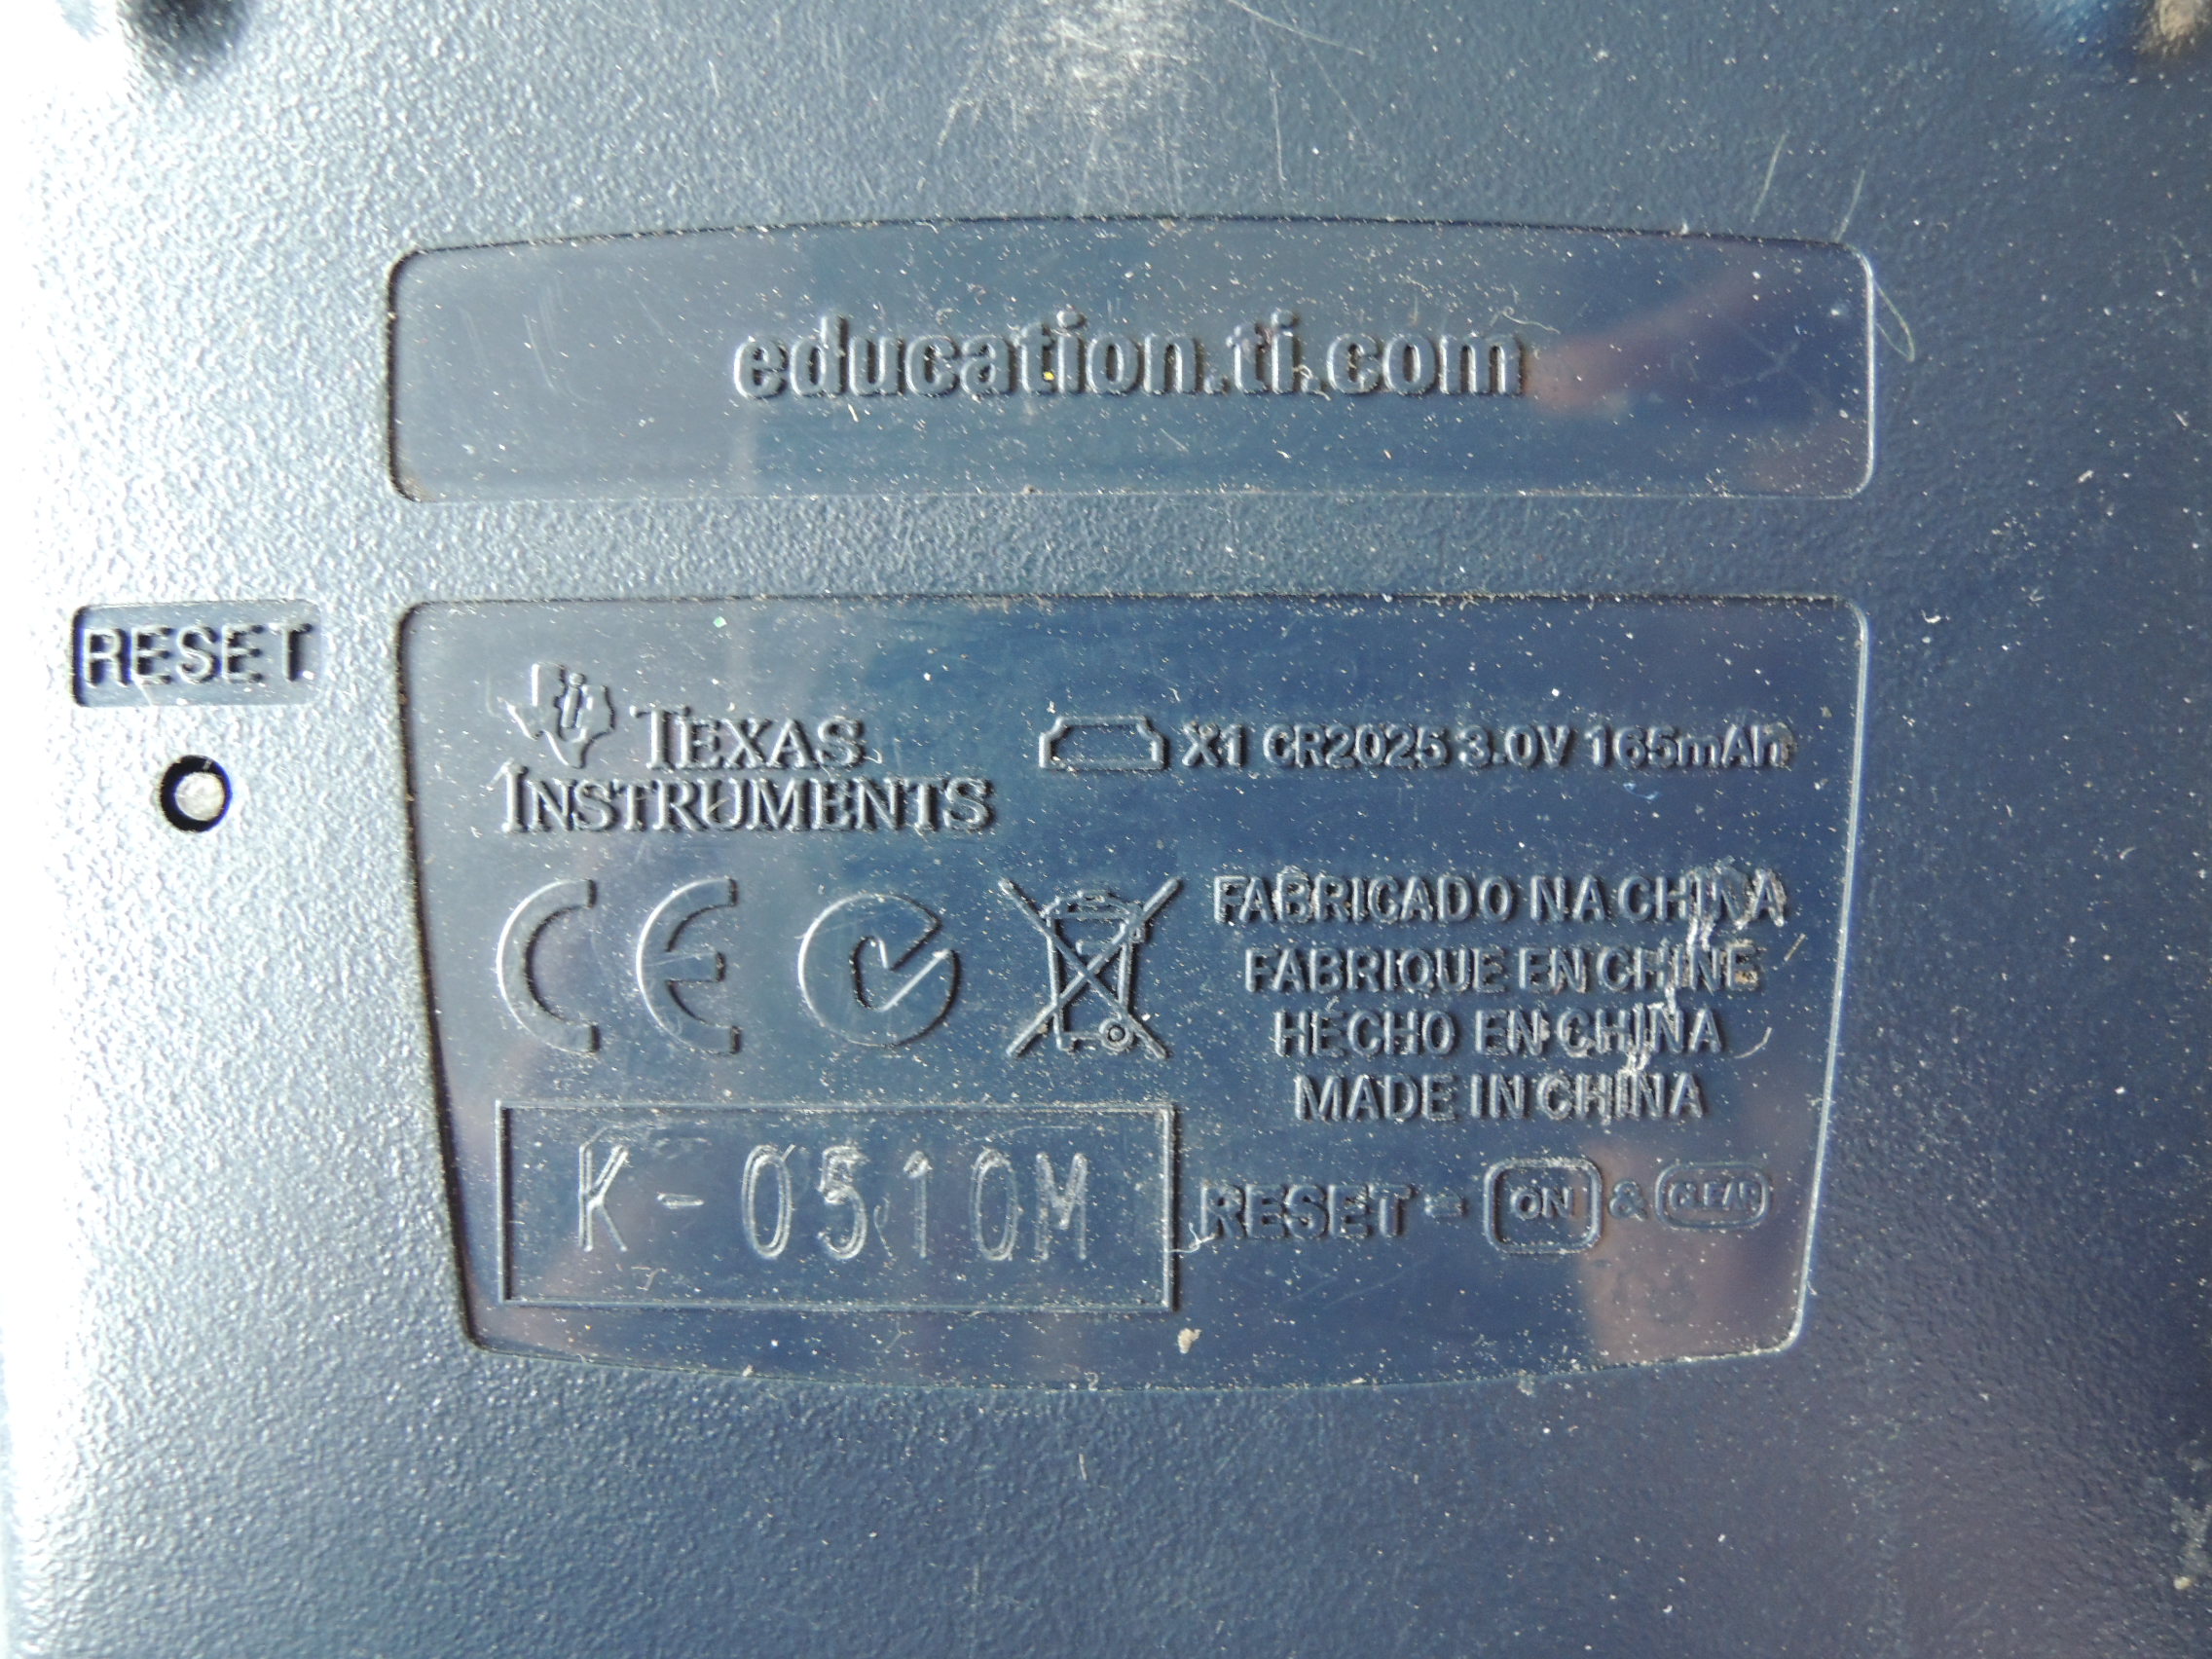 education.ti.com
RESET
TEXAS
INSTRUMENTS
X1 CR2025 3.0V 165mAh
CE
FABRICADO NA CHINA
FABRIQUE EN CHINE
HECHO EN CHINA
MADE IN CHINA
K-0510M
RESET = ON & CLEAR